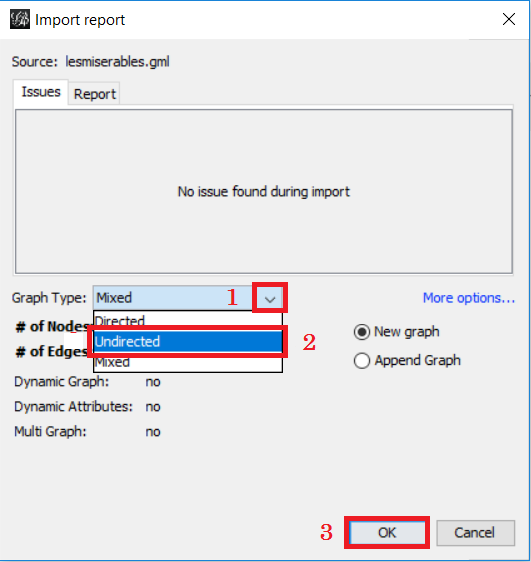 Import report
Source: lesmiserables.gml
Issues Report
No issue found during import
Graph Type: Mixed 1 More options...
Directed
# of Nodes: New graph
Undirected 2
# of Edges
Mixed Append Graph
Dynamic Graph: no
Dynamic Attributes: no
Multi Graph: no
3 OK Cancel